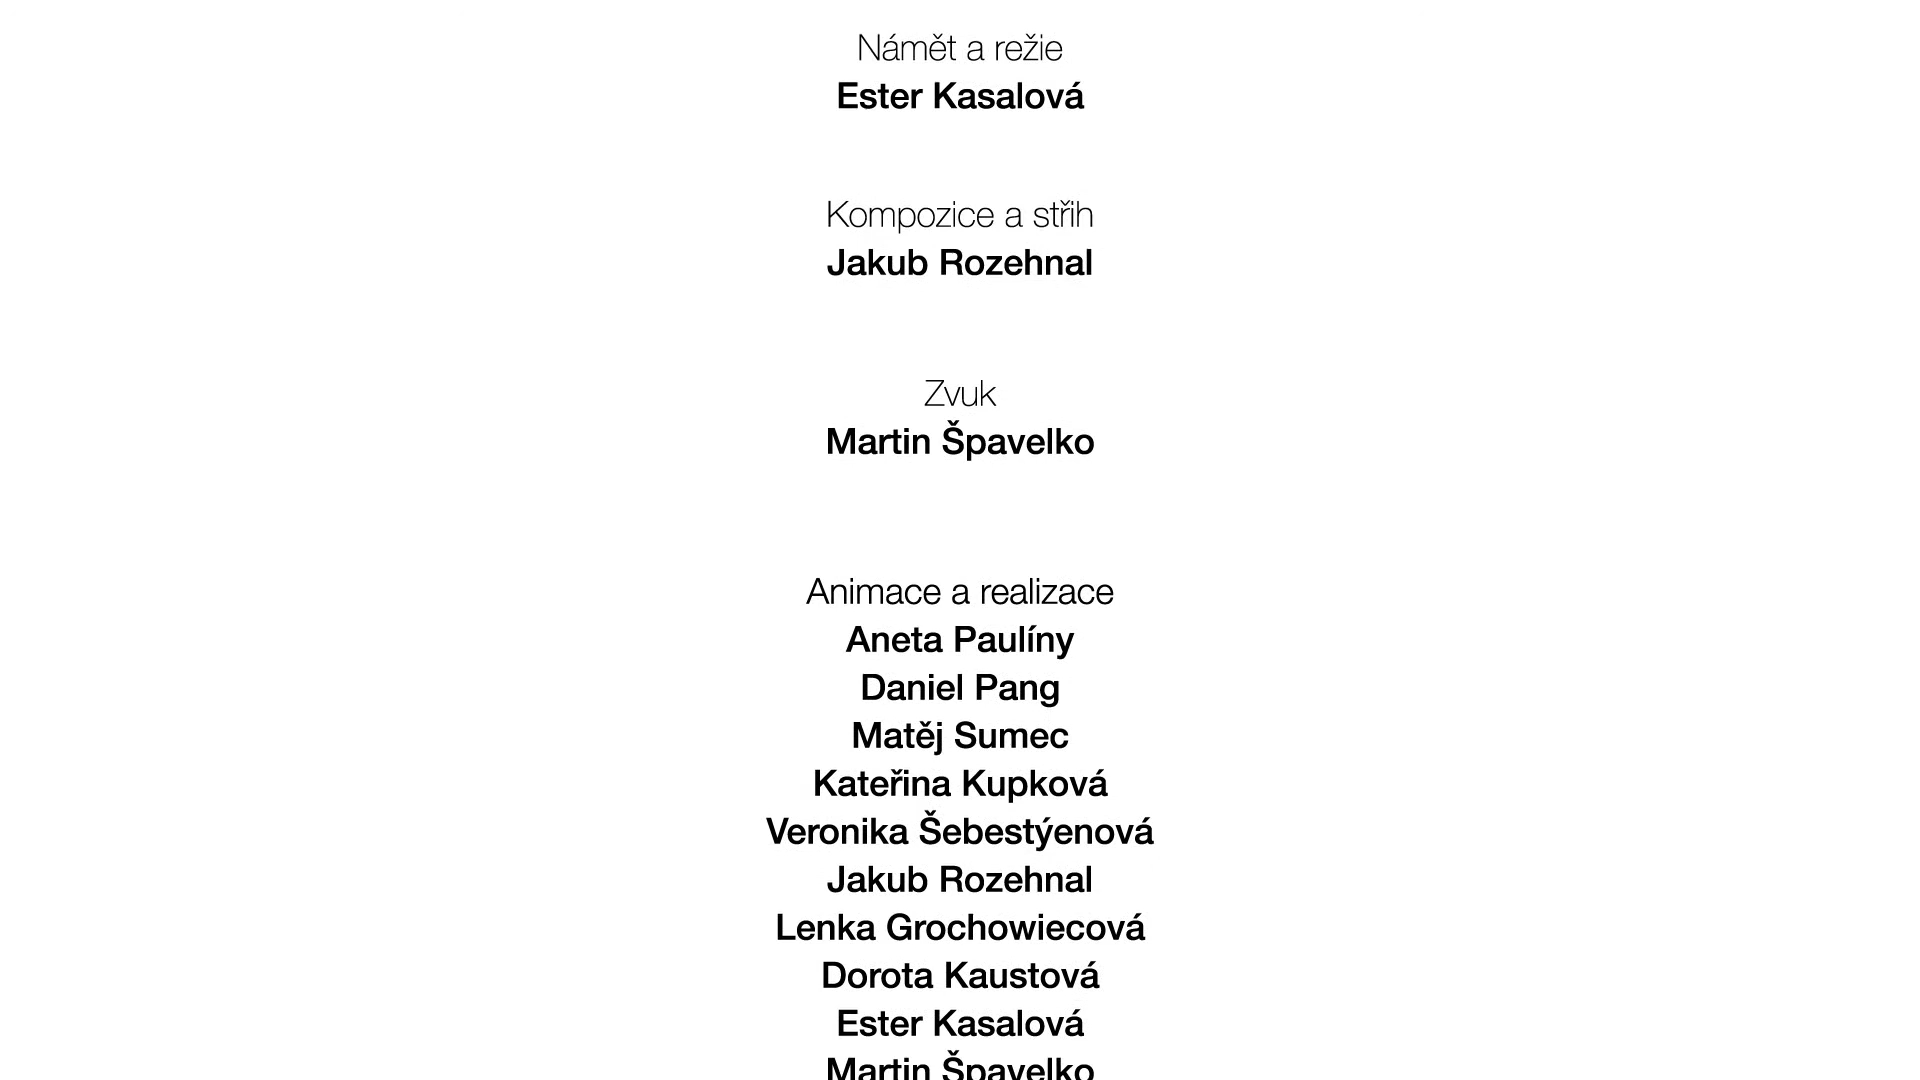 Námět a režie
Ester Kasalová
Kompozice a střih
Jakub Rozehnal
Zvuk
Martin Špavelko
Animace a realizace
Aneta Paulíny
Daniel Pang
Matěj Sumec
Kateřina Kupková
Veronika Šebestýenová
Jakub Rozehnal
Lenka Grochowiecová
Dorota Kaustová
Ester Kasalová
Martin Špavelko